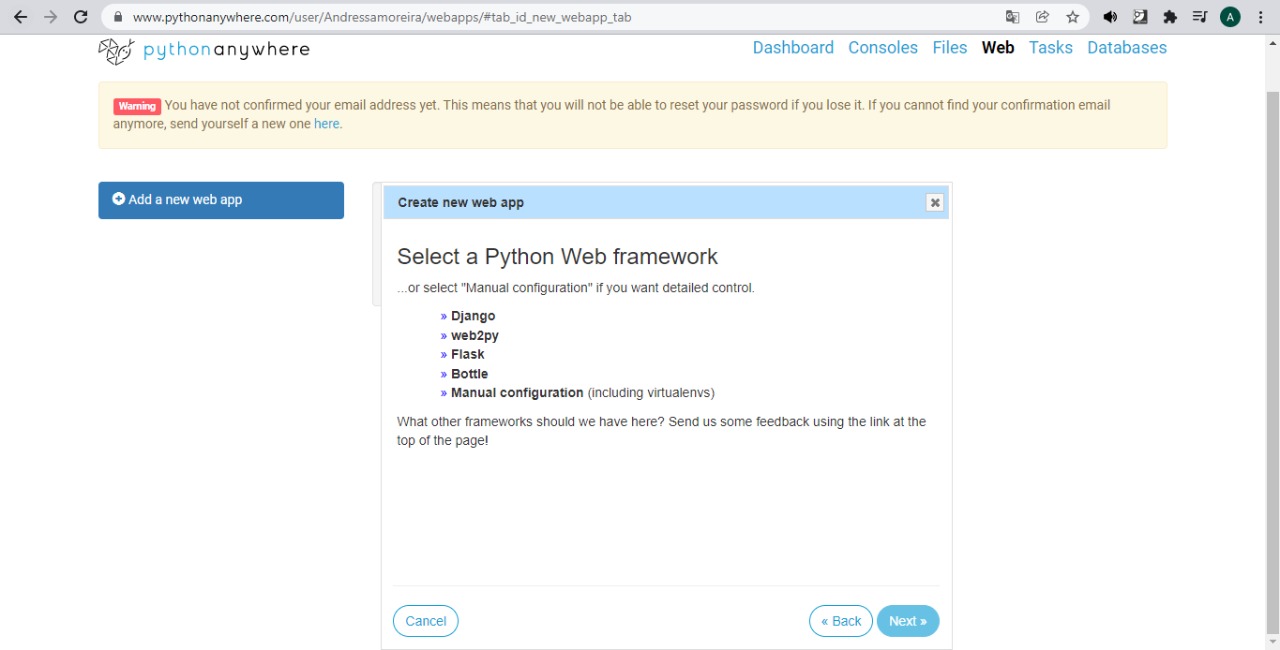 www.pythonanywhere.com/user/Andressamoreira/webapps/#tab_id_new_webapp_tab
A
pythonanywhere
Dashboard Consoles Files Web Tasks Databases
Warning You have not confirmed your email address yet. This means that you will not be able to reset your password if you lose it. If you cannot find your confirmation email
anymore, send yourself a new one here.
Add a new web app
Create new web app
Select a Python Web framework
...or select "Manual configuration" if you want detailed control.
» Django
» web2py
» Flask
» Bottle
» Manual configuration (including virtualenvs)
What other frameworks should we have here? Send us some feedback using the link at the
top of the page!
Cancel
« Back
Next »